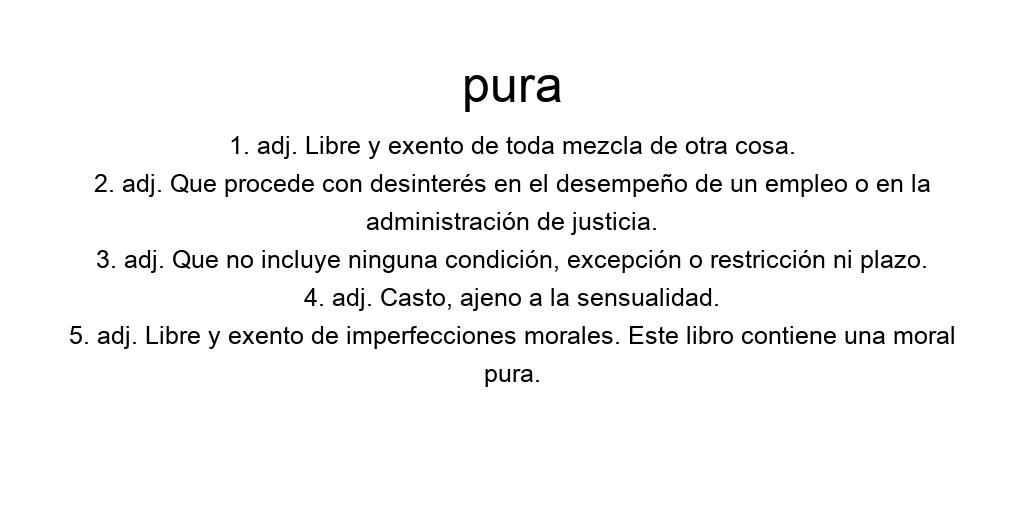 pura
1. adj. Libre y exento de toda mezcla de otra cosa.
2. adj. Que procede con desinterés en el desempeño de un empleo o en la
administración de justicia.
3. adj. Que no incluye ninguna condición, excepción o restricción ni plazo.
4. adj. Casto, ajeno a la sensualidad.
5. adj. Libre y exento de imperfecciones morales. Este libro contiene una moral
pura.